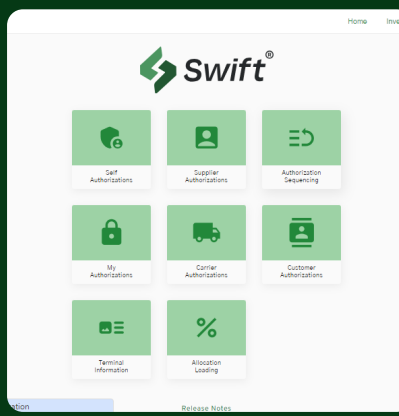 Home
Swift®
Self
Authorizations
Supplier
Authorizations
Authorization
Sequencing
My
Authorizations
Carrier
Authorizations
Customer
Authorizations
Terminal
Information
Allocation
Loading
Release Notes